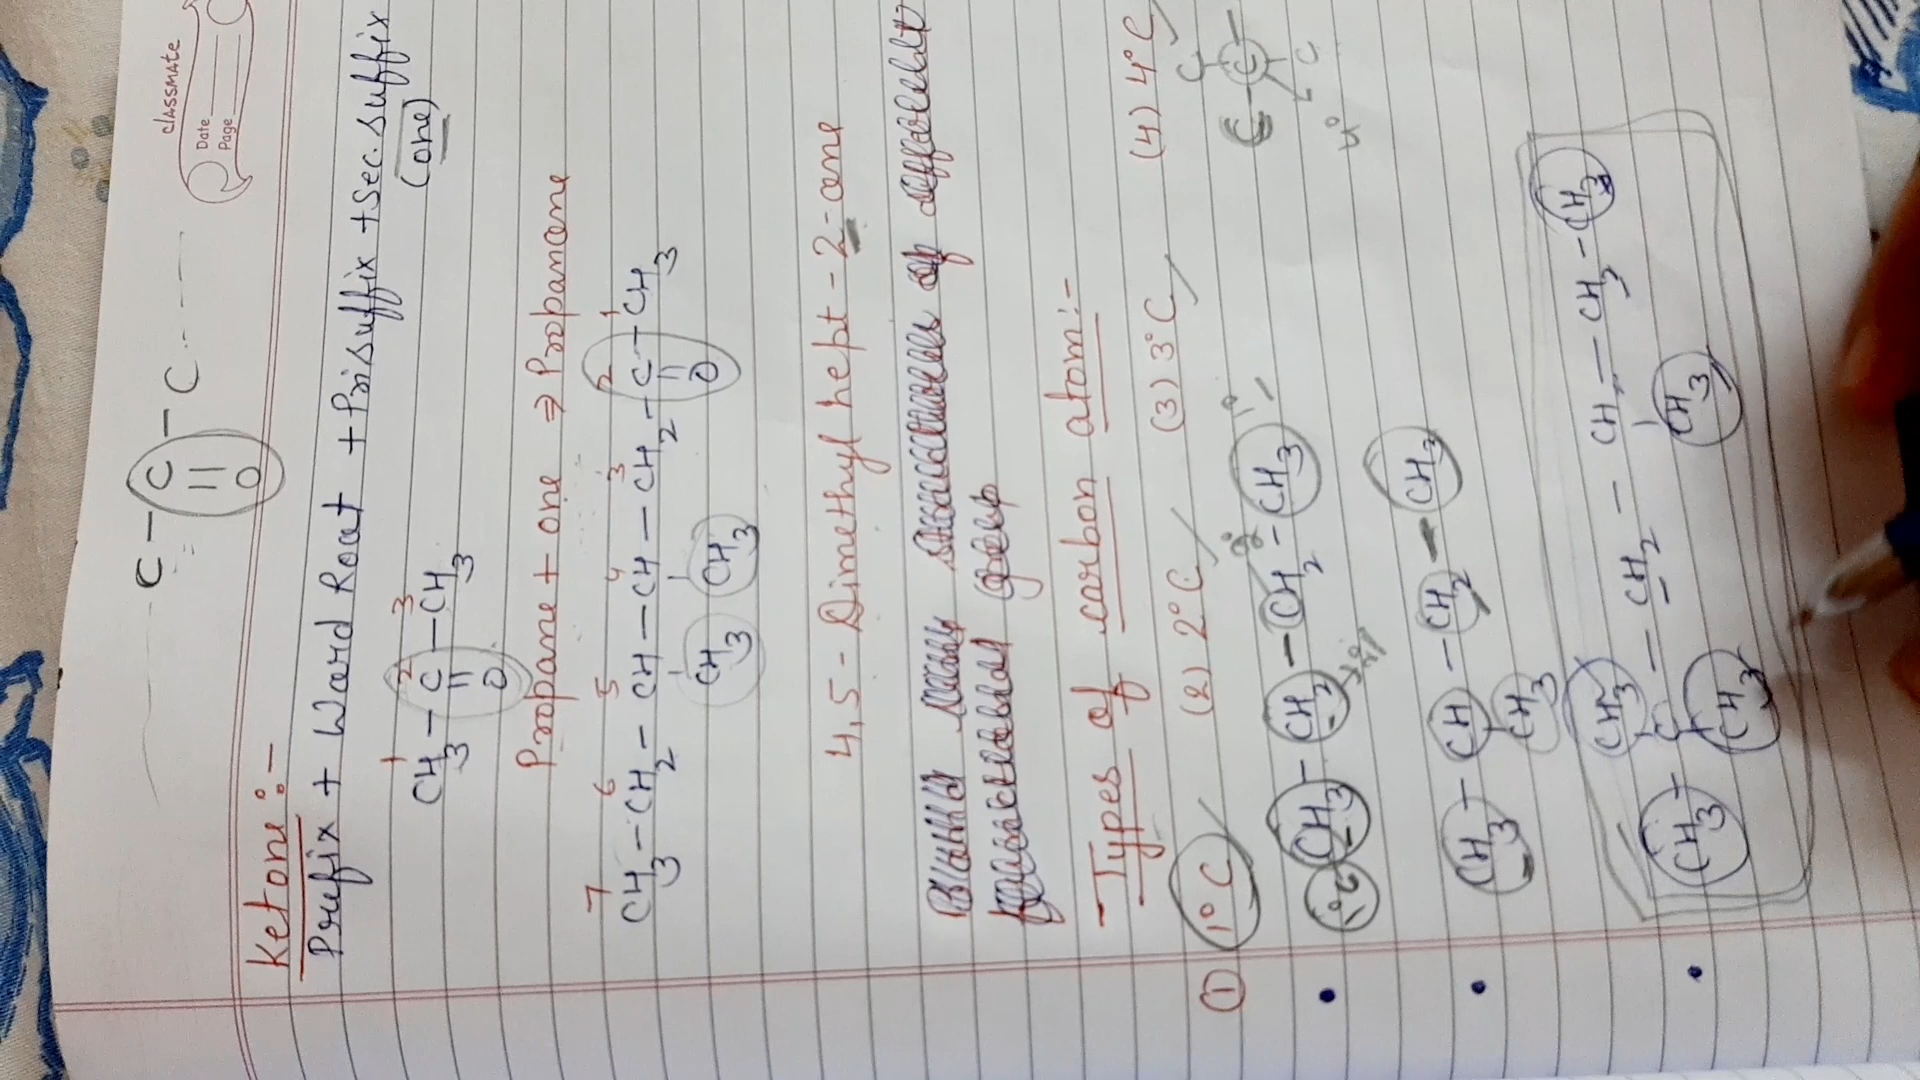 CLASSMATE
Date
Page
C – C – C
||
O
Ketone :-
Prefix + Word Root + Pri suffix + sec. suffix
(one)
1 2 3
CH3 – C – CH3
||
O
Propane + one ⇒ Propanone
7 6 5 4 3 2 1
CH3 – CH2 – CH – CH – CH2 – C – CH3
CH3 CH3 O
4,5 - Dimethyl hept - 2 - one
Types of carbon atom :-
(1) 1° C (2) 2° C (3) 3° C (4) 4° C
CH3 – CH2 – CH2 – CH3
1°C 2° 1°
C
C – C –
C
4°
CH3 – CH – CH2 – CH3
CH3
CH3
CH3 – C – CH2 – CH – CH2 – CH3
CH3 CH3